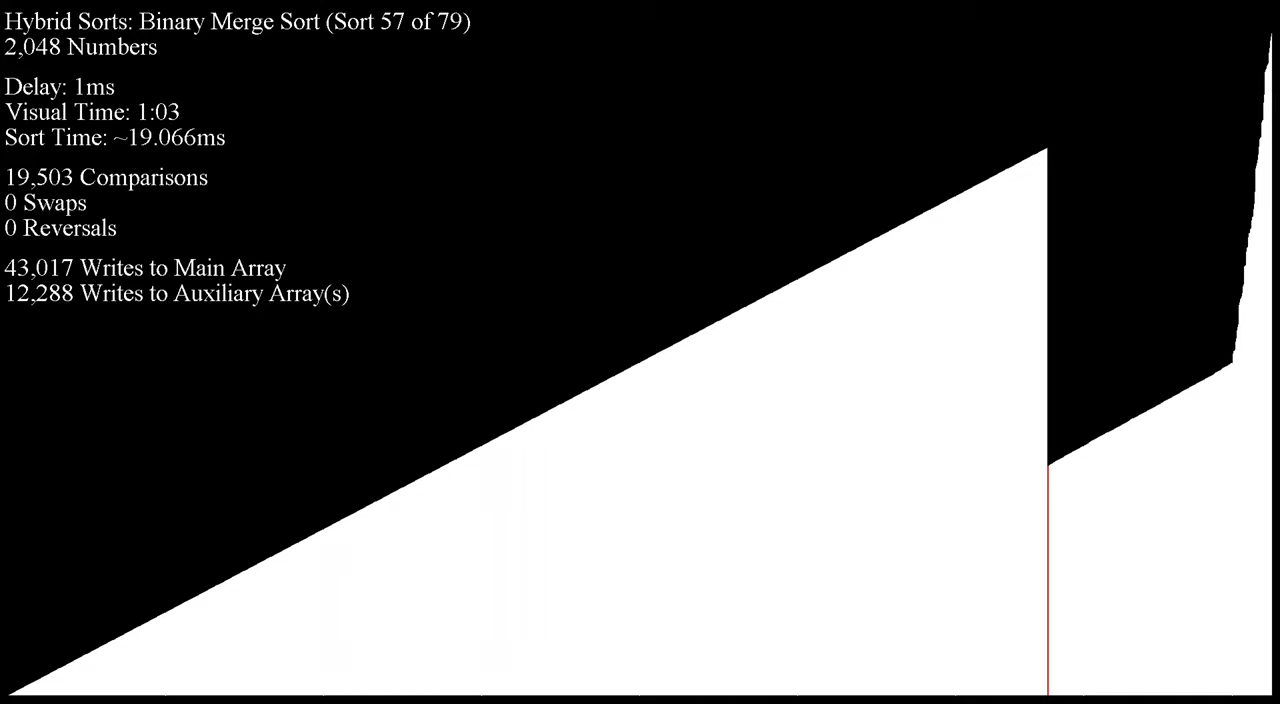 Hybrid Sorts: Binary Merge Sort (Sort 57 of 79)
2,048 Numbers
Delay: 1ms
Visual Time: 1:03
Sort Time: ~19.066ms
19,503 Comparisons
0 Swaps
0 Reversals
43,017 Writes to Main Array
12,288 Writes to Auxiliary Array(s)